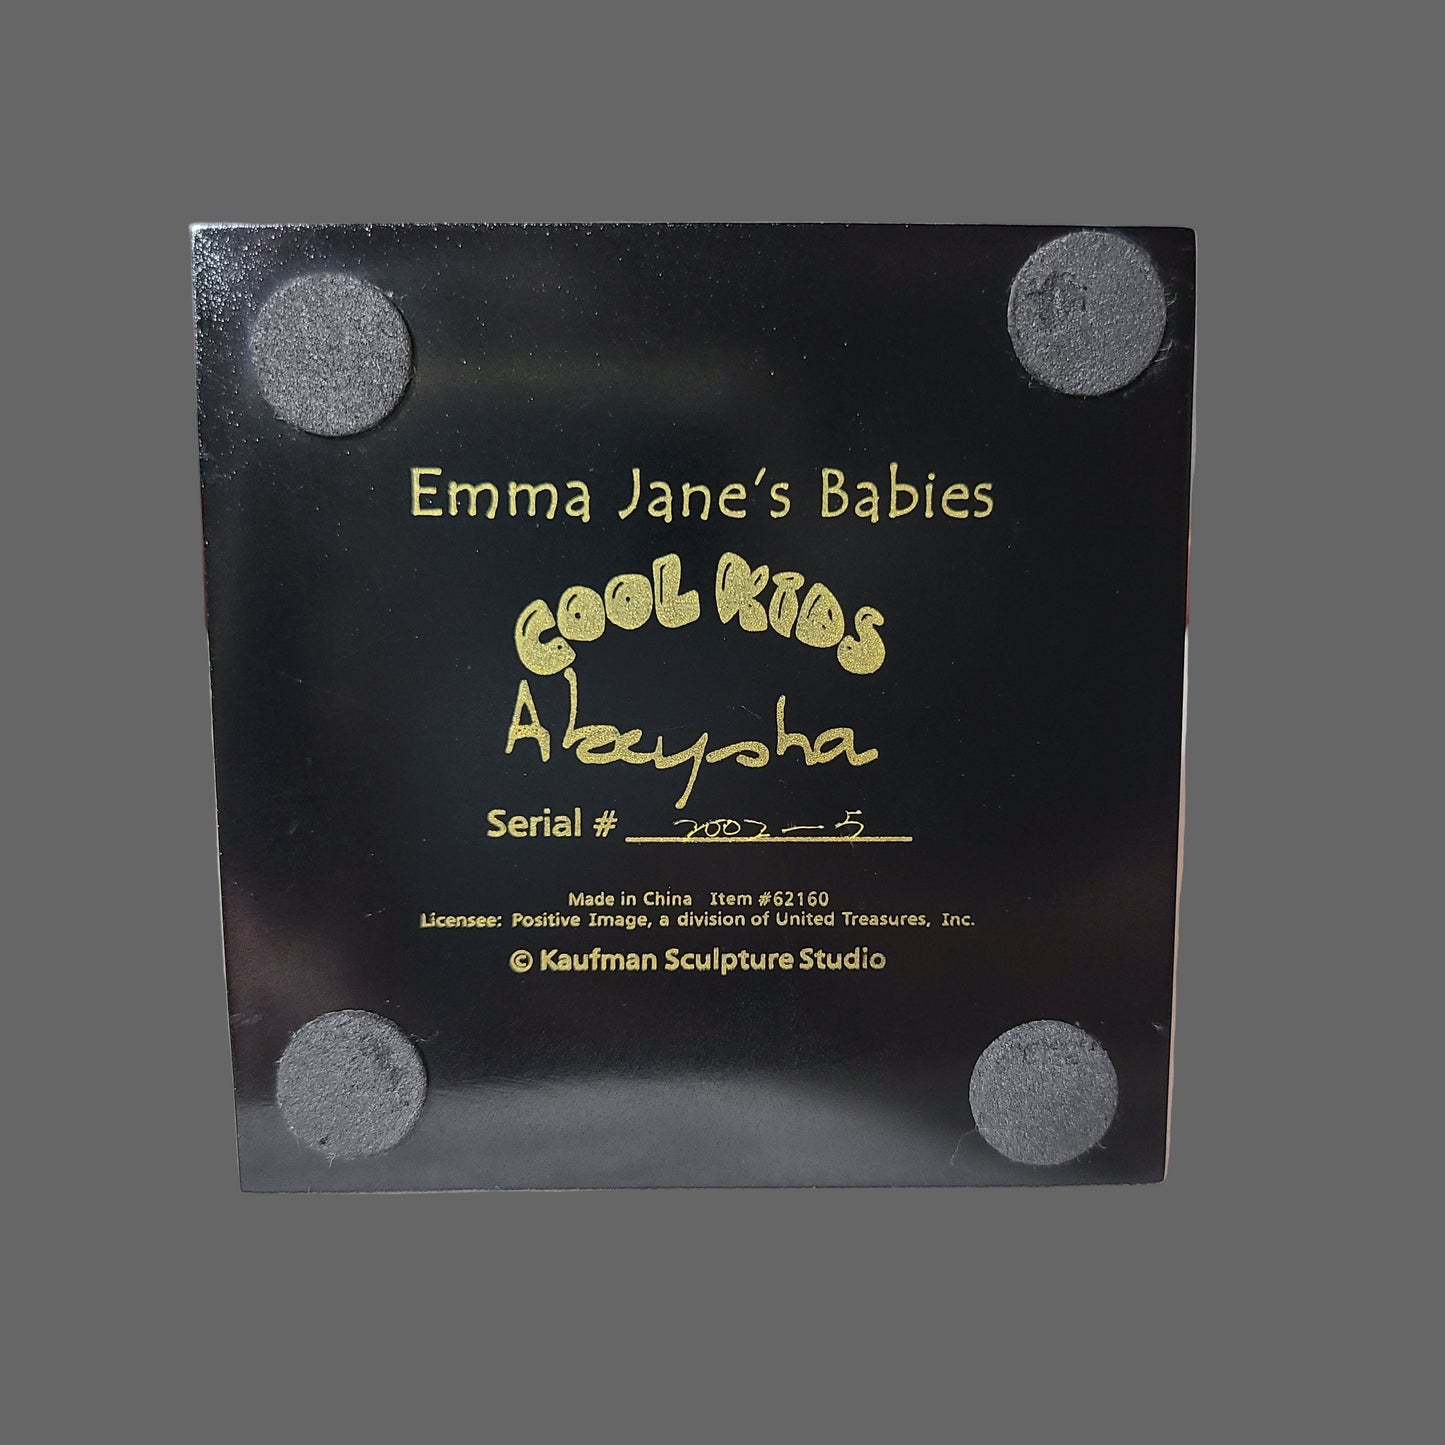 Emma Jane's Babies
COOL KIDS
Abaysha
Serial # 2002-5
Made in China Item #62160
Licensee: Positive Image, a division of United Treasures, Inc.
© Kaufman Sculpture Studio